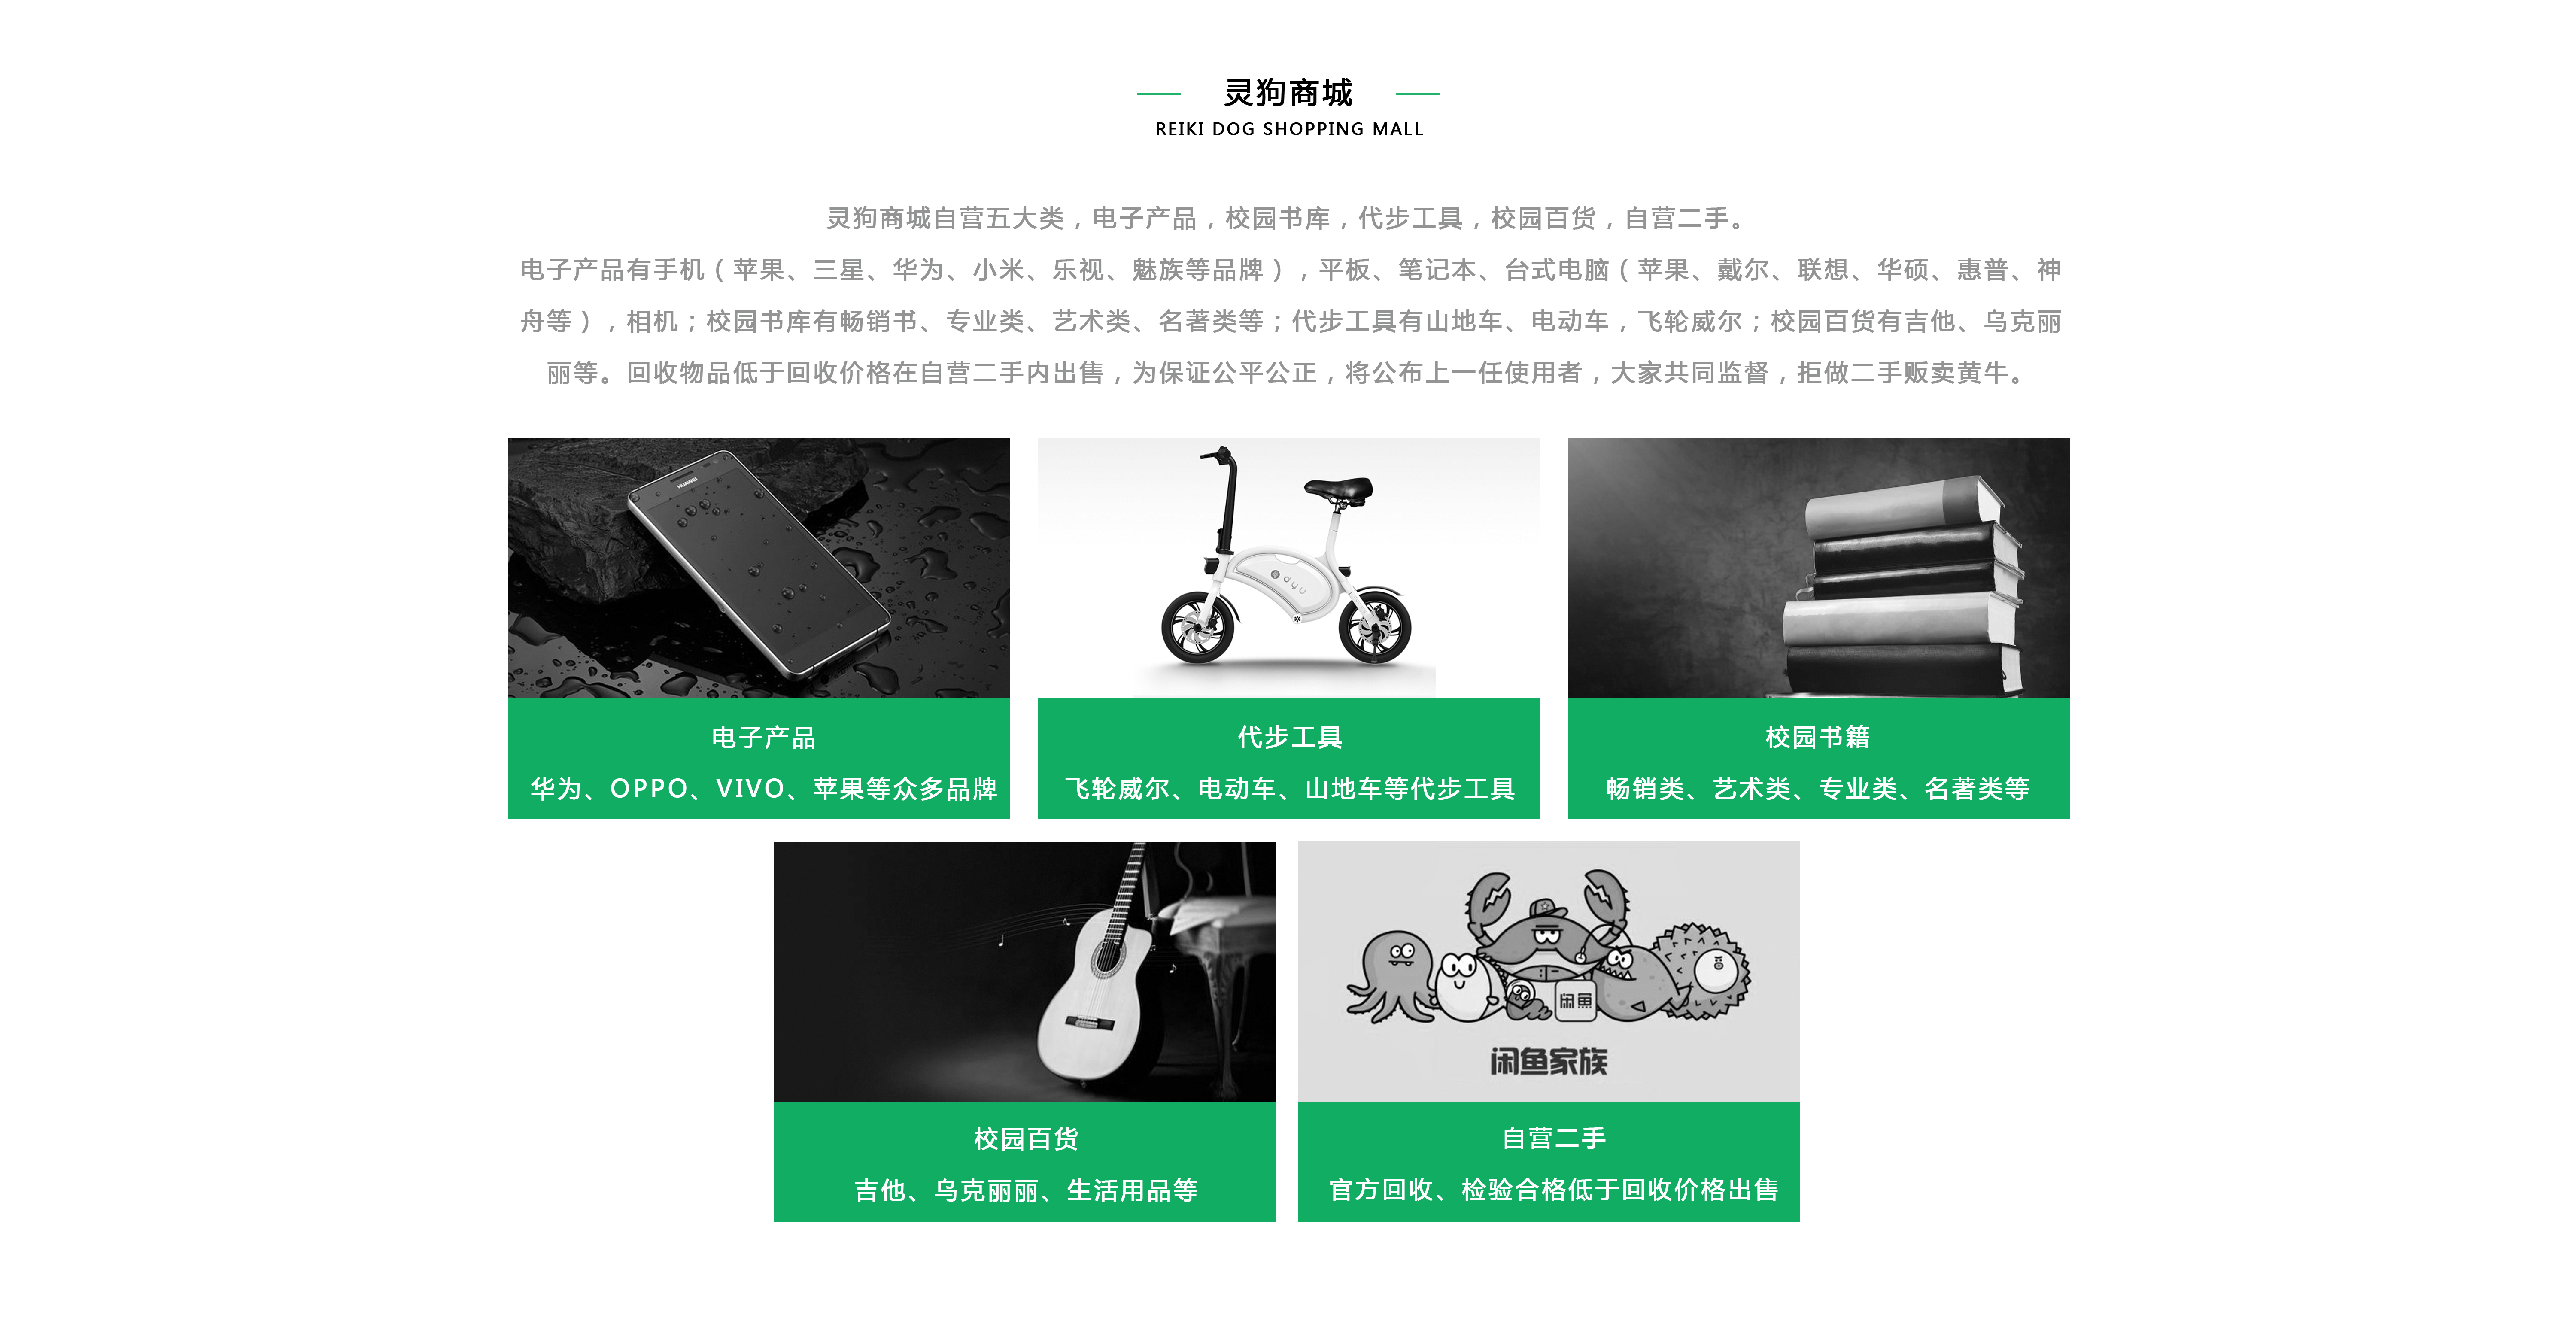 灵狗商城
REIKI DOG SHOPPING MALL
灵狗商城自营五大类，电子产品，校园书库，代步工具，校园百货，自营二手。
电子产品有手机（苹果、三星、华为、小米、乐视、魅族等品牌），平板、笔记本、台式电脑（苹果、戴尔、联想、华硕、惠普、神
舟等），相机；校园书库有畅销书、专业类、艺术类、名著类等；代步工具有山地车、电动车，飞轮威尔；校园百货有吉他、乌克丽
丽等。回收物品低于回收价格在自营二手内出售，为保证公平公正，将公布上一任使用者，大家共同监督，拒做二手贩卖黄牛。
HUAWEI
dyu
电子产品
华为、OPPO、VIVO、苹果等众多品牌
代步工具
飞轮威尔、电动车、山地车等代步工具
校园书籍
畅销类、艺术类、专业类、名著类等
闲鱼
闲鱼家族
校园百货
吉他、乌克丽丽、生活用品等
自营二手
官方回收、检验合格低于回收价格出售